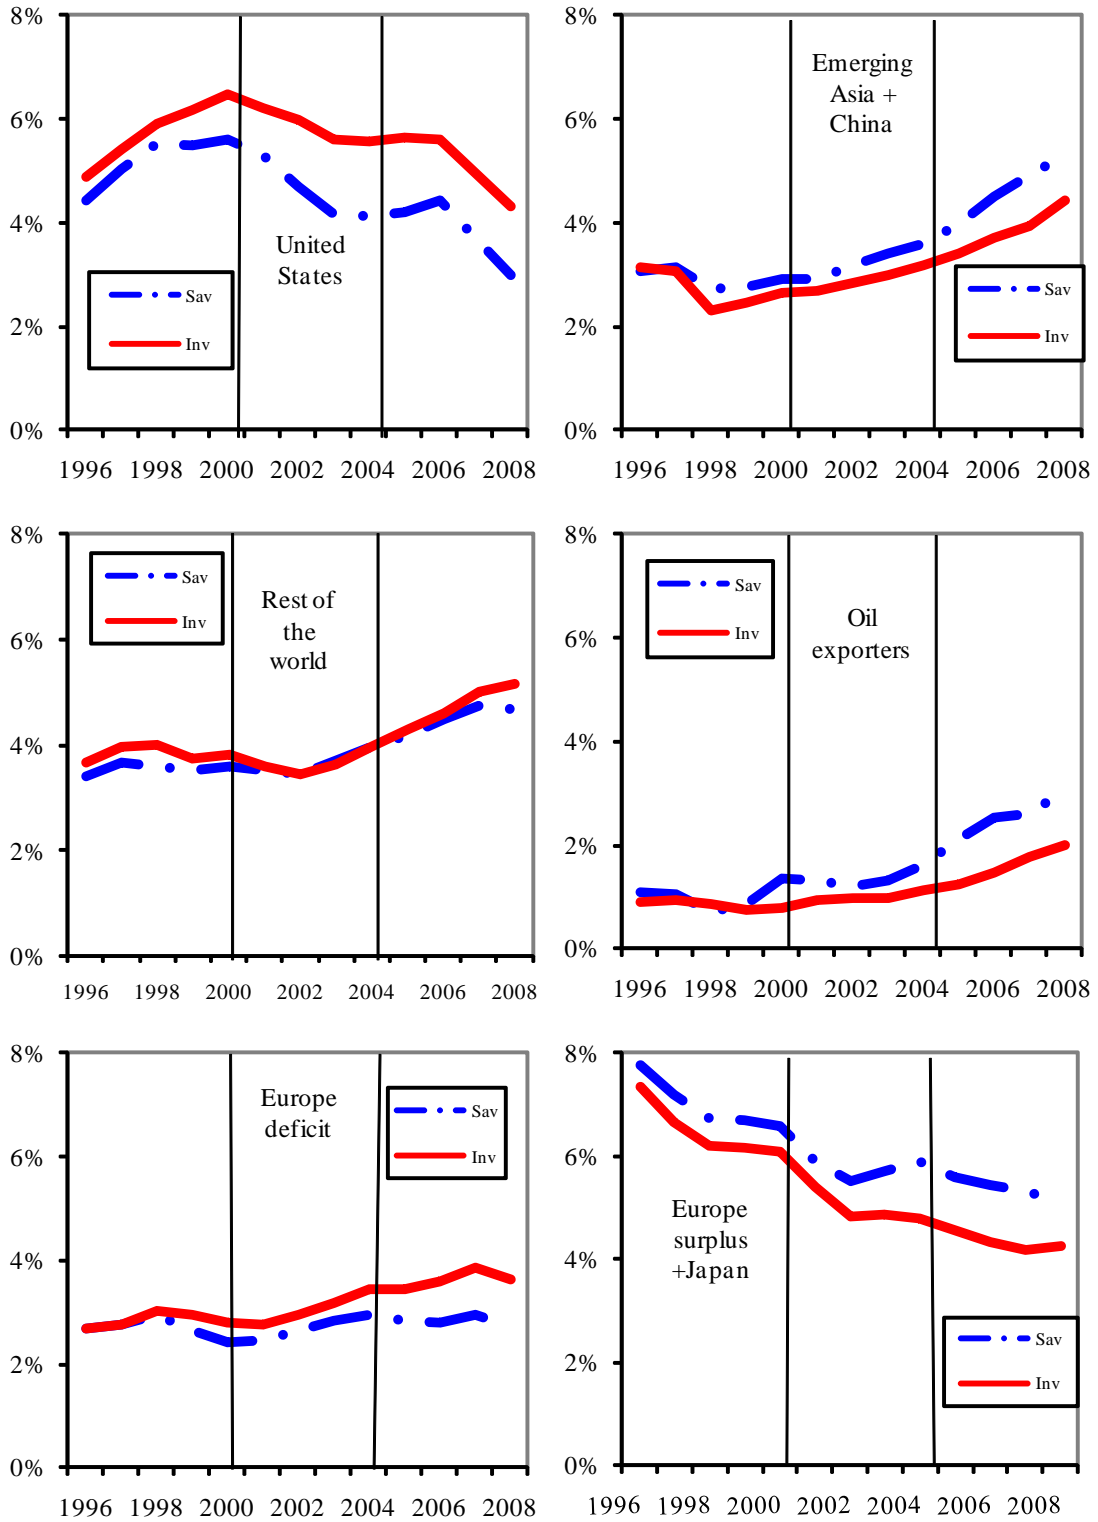 8%
6%
4%
2%
0%
United
States
Sav
Inv
1996 1998 2000 2002 2004 2006 2008
8%
6%
4%
2%
0%
Emerging
Asia +
China
Sav
Inv
1996 1998 2000 2002 2004 2006 2008
8%
6%
4%
2%
0%
Sav
Inv
Rest of
the
world
1996 1998 2000 2002 2004 2006 2008
8%
6%
4%
2%
0%
Sav
Inv
Oil
exporters
1996 1998 2000 2002 2004 2006 2008
8%
6%
4%
2%
0%
Europe
deficit
Sav
Inv
1996 1998 2000 2002 2004 2006 2008
8%
6%
4%
2%
0%
Europe
surplus
+Japan
Sav
Inv
1996 1998 2000 2002 2004 2006 2008